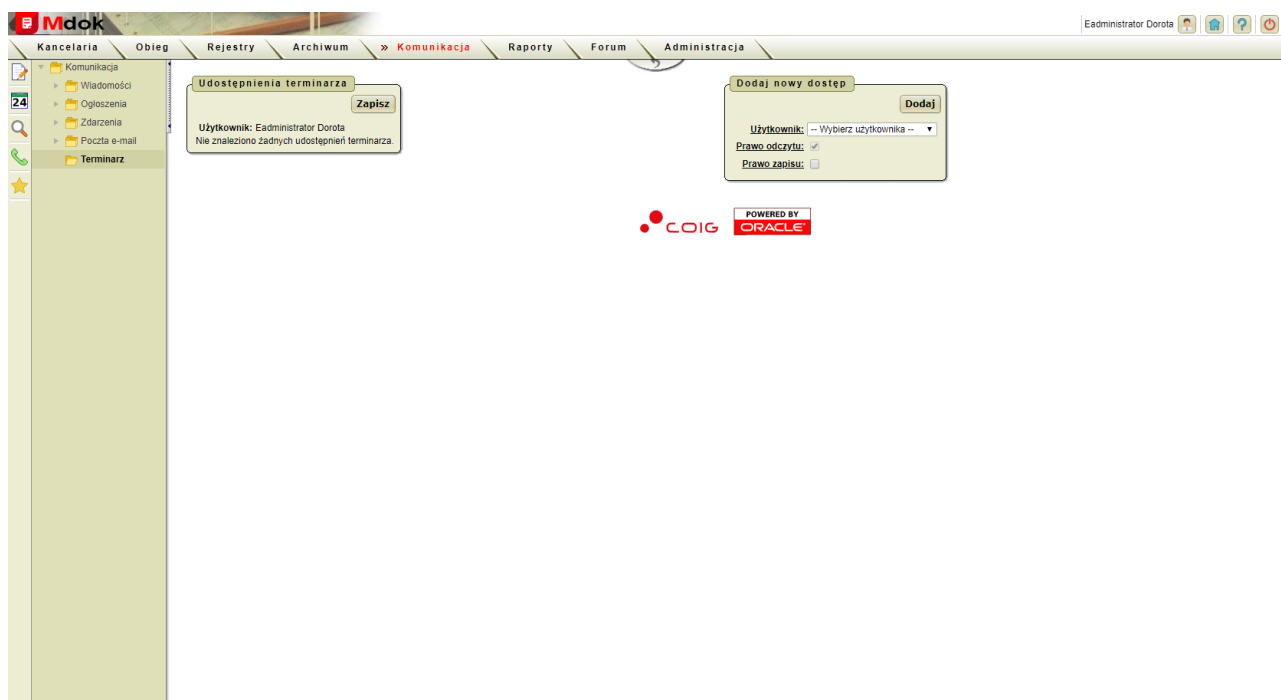 Mdok
Eadministrator Dorota
Kancelaria Obieg Rejestry Archiwum » Komunikacja Raporty Forum Administracja
Komunikacja
Wiadomości
24
Ogłoszenia
Zdarzenia
Poczta e-mail
Terminarz
Udostępnienia terminarza
Zapisz
Użytkownik: Eadministrator Dorota
Nie znaleziono żadnych udostępnień terminarza.
Dodaj nowy dostęp
Dodaj
Użytkownik: -- Wybierz użytkownika --
Prawo odczytu:
Prawo zapisu:
COIG
POWERED BY
ORACLE